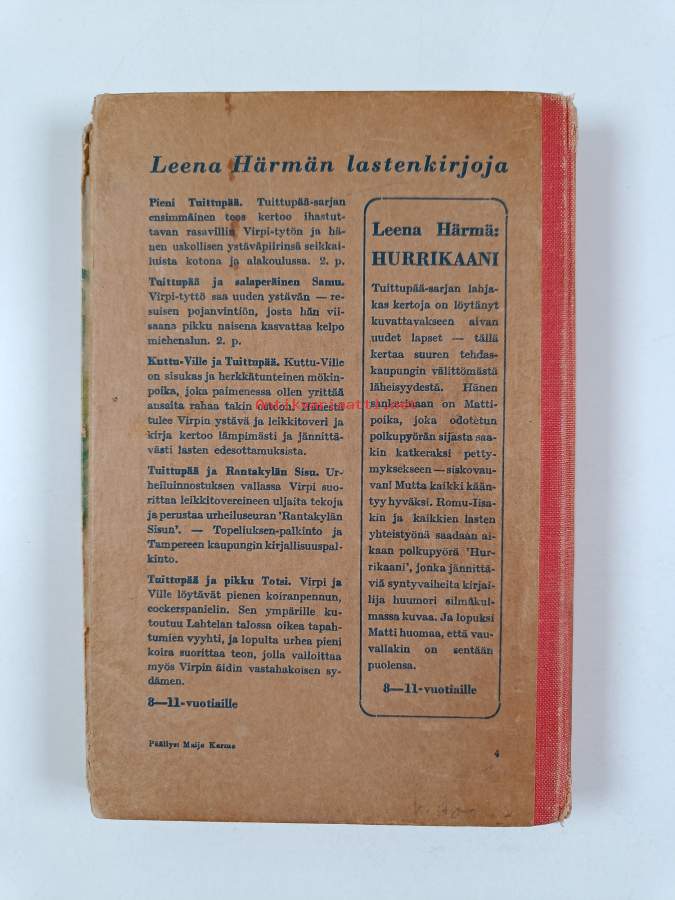 Leena Härmän lastenkirjoja
Pieni Tuittupää. Tuittupää-sarjan
ensimmäinen teos kertoo ihastut-
tavan rasavillin Virpi-tytön ja hä-
nen uskollisen ystäväpiirinsä seikkai-
luista kotona ja alakoulussa. 2. p.
Tuittupää ja salaperäinen Samu.
Virpi-tyttö saa uuden ystävän — re-
suisen pojanvintiön, josta hän vii-
saana pikku naisena kasvattaa kelpo
miehenalun. 2. p.
Kuttu-Ville ja Tuittupää. Kuttu-Ville
on sisukas ja herkkätunteinen mökin-
poika, joka paimenessa ollen yrittää
ansaita rahaa takin ostoon. Hänestä
tulee Virpin ystävä ja leikkitoveri ja
kirja kertoo lämpimästi ja jännittä-
västi lasten edesottamuksista.
Tuittupää ja Rantakylän Sisu. Ur-
heiluinnostuksen vallassa Virpi suo-
rittaa leikkitovereineen uljaita tekoja
ja perustaa urheiluseuran 'Rantakylän
Sisun'. — Topeliuksen-palkinto ja
Tampereen kaupungin kirjallisuuspal-
kinto.
Tuittupää ja pikku Totsi. Virpi ja
Ville löytävät pienen koiranpennun,
cockerspanielin. Sen ympärille ku-
toutuu Lahtelan talossa oikea tapah-
tumien vyyhti, ja lopulta urhea pieni
koira suorittaa teon, jolla valloittaa
myös Virpin äidin vastahakoisen sy-
dämen.
8—11-vuotiaille
Päällys: Maija Karma
Leena Härmä:
HURRIKAANI
Tuittupää-sarjan lahja-
kas kertoja on löytänyt
kuvattavakseen aivan
uudet lapset — tällä
kertaa suuren tehdas-
kaupungin välittömästä
läheisyydestä. Hänen
sankarinaan on Matti-
poika, joka odotetun
polkupyörän sijasta saa-
kin katkeraksi petty-
myksekseen — siskovau-
van! Mutta kaikki kään-
tyy hyväksi. Romu-Iisa-
kin ja kaikkien lasten
yhteistyönä saadaan ai-
kaan polkupyörä 'Hur-
rikaani', jonka jännittä-
viä syntyvaiheita kirjai-
lija huumori silmäkul-
massa kuvaa. Ja lopuksi
Matti huomaa, että vau-
vallakin on sentään
puolensa.
8—11-vuotiaille
4